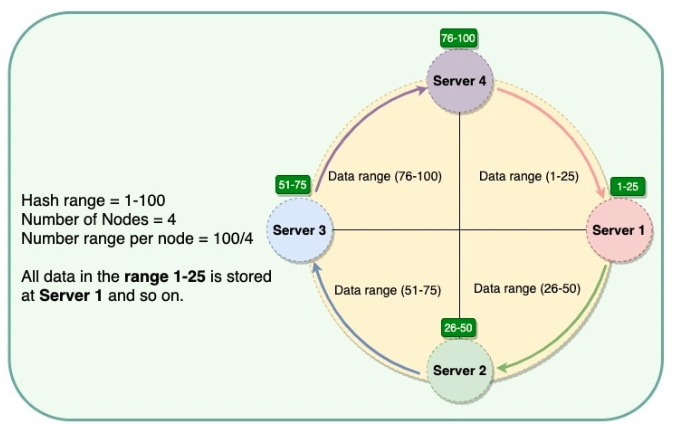 76-100
Server 4
Data range (76-100)
Data range (1-25)
51-75
1-25
Hash range = 1-100
Number of Nodes = 4
Number range per node = 100/4
Server 3
Server 1
All data in the range 1-25 is stored
at Server 1 and so on.
Data range (51-75)
Data range (26-50)
26-50
Server 2